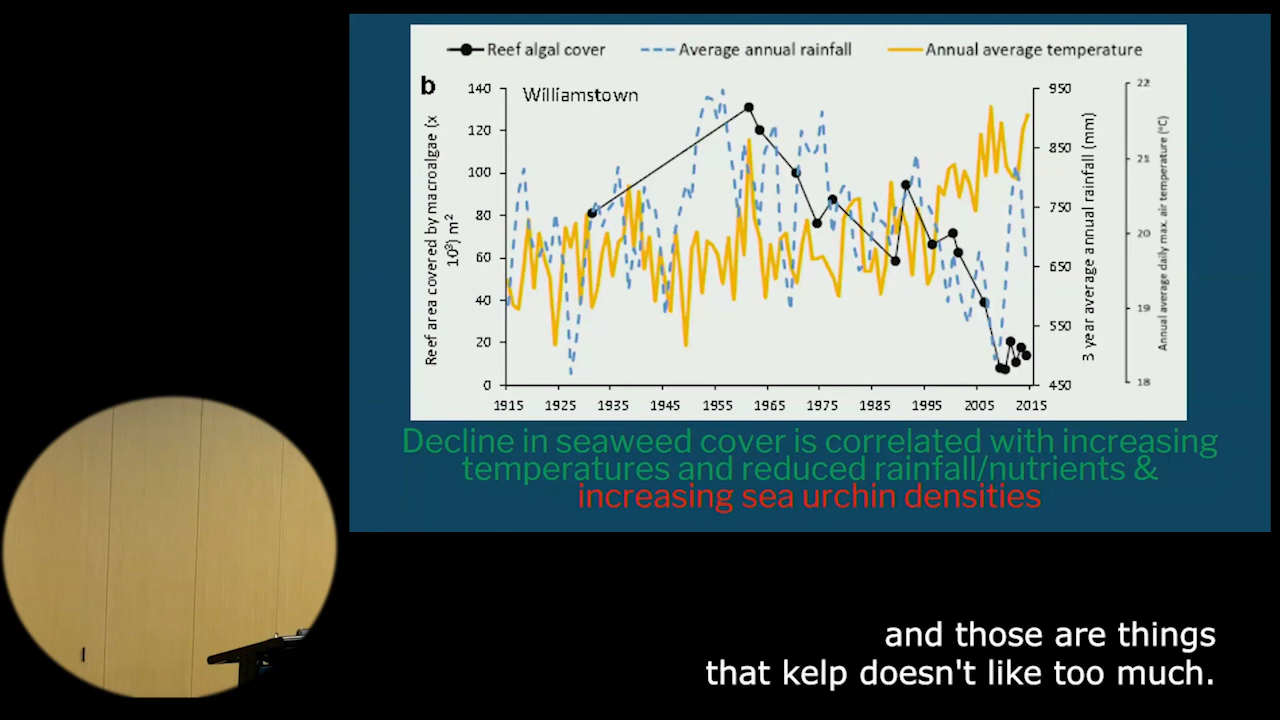 Reef algal cover Average annual rainfall Annual average temperature
b
Williamstown
Reef area covered by macroalgae (x
10³) m²
140
120
100
80
60
40
20
0
1915 1925 1935 1945 1955 1965 1975 1985 1995 2005 2015
950
850
750
650
550
450
3 year average annual rainfall (mm)
22
21
20
19
18
Annual average daily max. air temperature (°C)
Decline in seaweed cover is correlated with increasing
temperatures and reduced rainfall/nutrients &
increasing sea urchin densities
and those are things
that kelp doesn't like too much.